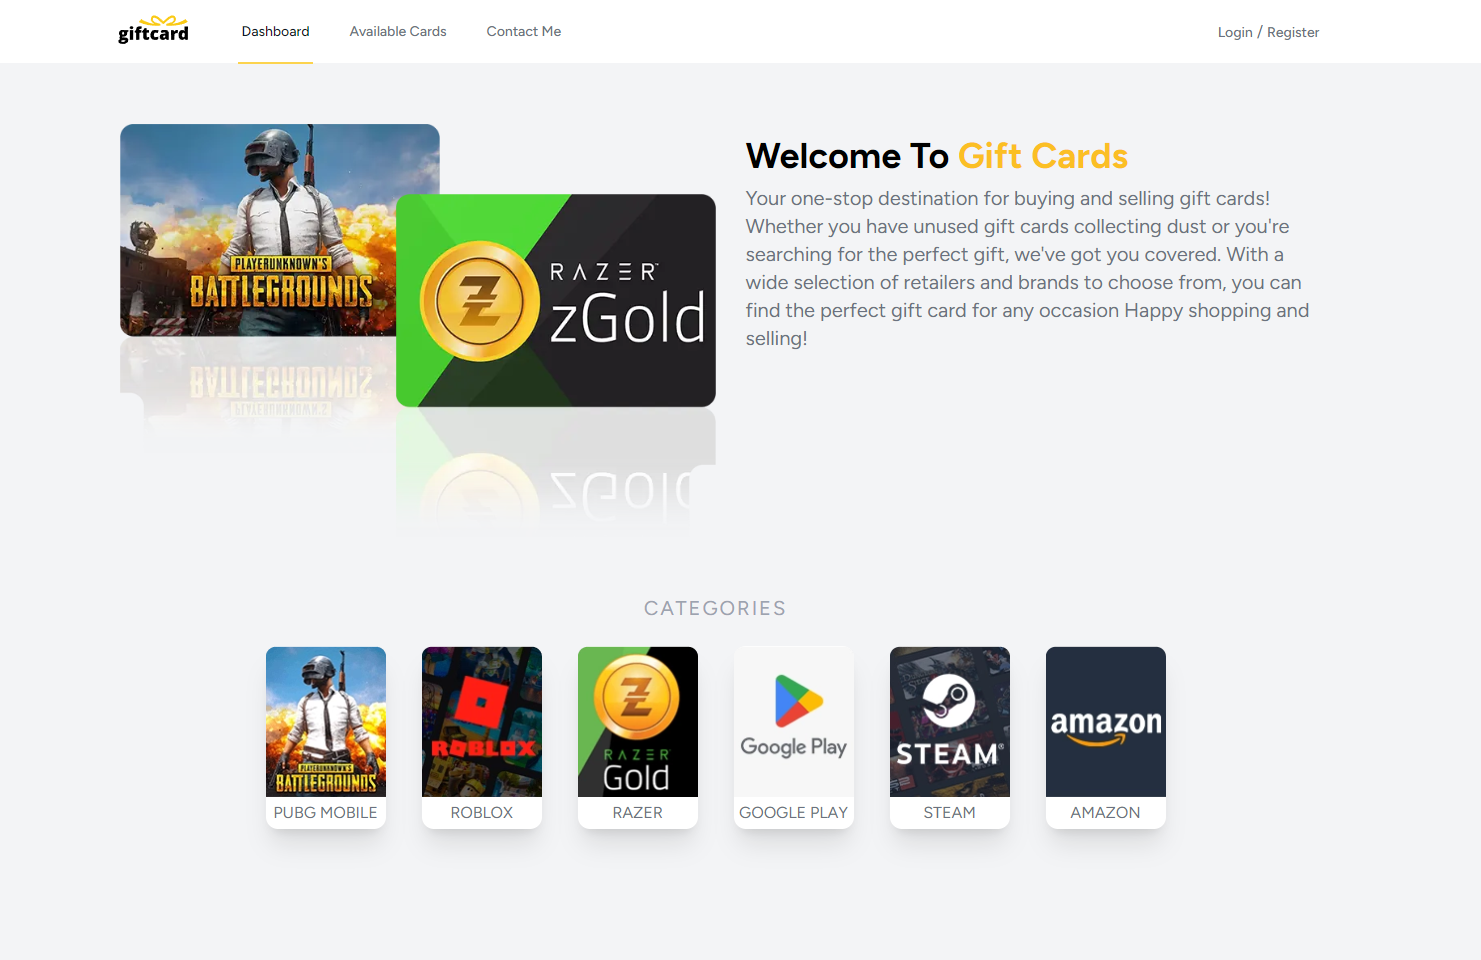 giftcard
Dashboard
Available Cards
Contact Me
Login / Register
PLAYERUNKNOWN'S
BATTLEGROUNDS
RAZER™
zGold
Welcome To Gift Cards
Your one-stop destination for buying and selling gift cards!
Whether you have unused gift cards collecting dust or you're
searching for the perfect gift, we've got you covered. With a
wide selection of retailers and brands to choose from, you can
find the perfect gift card for any occasion Happy shopping and
selling!
CATEGORIES
PLAYERUNKNOWN'S
BATTLEGROUNDS
PUBG MOBILE
ROBLOX
ROBLOX
RAZER
Gold
RAZER
Google Play
GOOGLE PLAY
STEAM®
STEAM
amazon
AMAZON